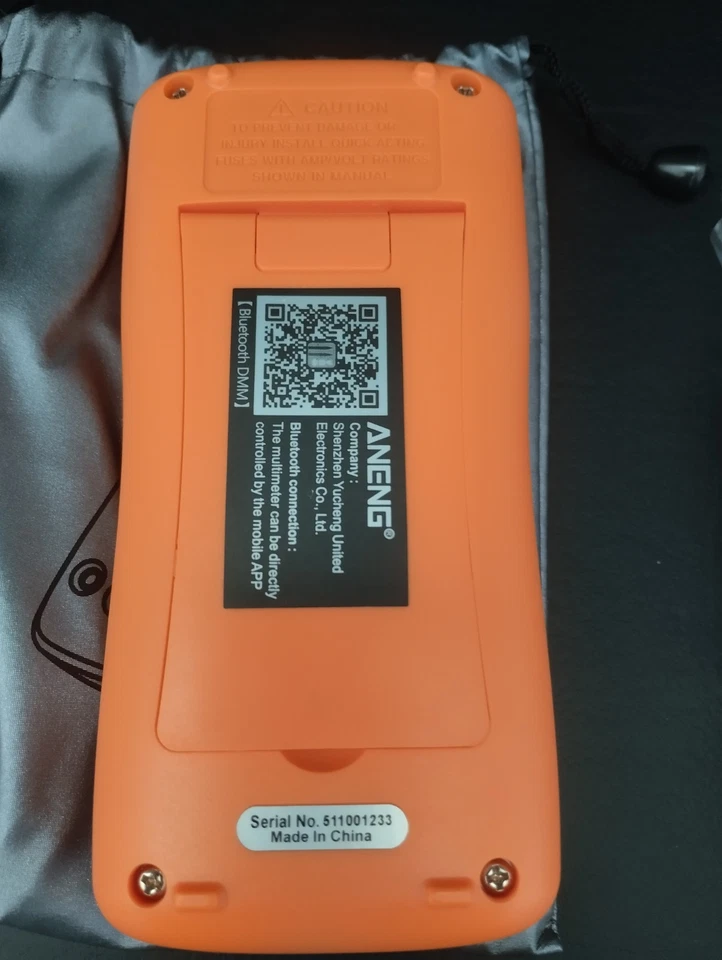 CAUTION
TO PREVENT DAMAGE OR
INJURY INSTALL QUICK ACTING
FUSES WITH AMP/VOLT RATINGS
SHOWN IN MANUAL
【Bluetooth DMM】
ANENG®
Company :
Shenzhen Yucheng United
Electronics Co., Ltd.
Bluetooth connection :
The multimeter can be directly
controlled by the mobile APP
Serial No. 511001233
Made In China